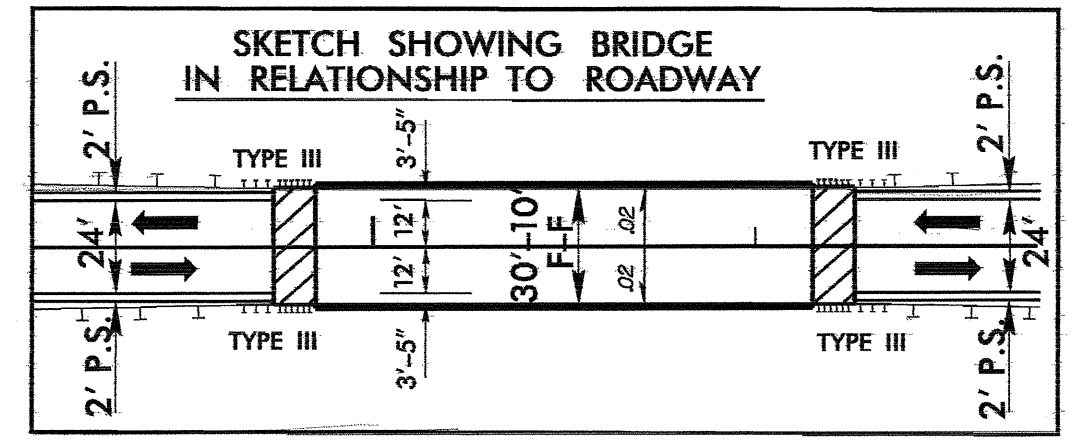 SKETCH SHOWING BRIDGE
IN RELATIONSHIP TO ROADWAY
2' P.S.
TYPE III
3'-5"
TYPE III
2' P.S.
24'
12'
12'
30'-10"
F-F
.02
.02
24'
2' P.S.
TYPE III
3'-5"
TYPE III
2' P.S.